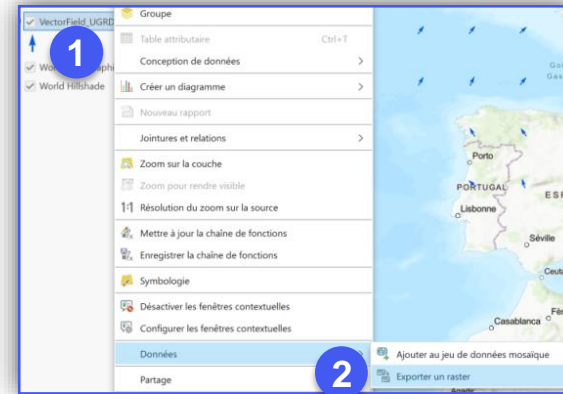 VectorField_UGRD
1
World Hillshade
Groupe
Table attributaire Ctrl+T
Conception de données
Créer un diagramme
Nouveau rapport
Jointures et relations
Zoom sur la couche
Zoom pour rendre visible
1:1 Résolution du zoom sur la source
Mettre à jour la chaîne de fonctions
Enregistrer la chaîne de fonctions
Symbologie
Désactiver les fenêtres contextuelles
Configurer les fenêtres contextuelles
Données
Partage
2
Ajouter au jeu de données mosaïque
Exporter un raster
Porto
PORTUGAL
Lisbonne
Séville
Casablanca